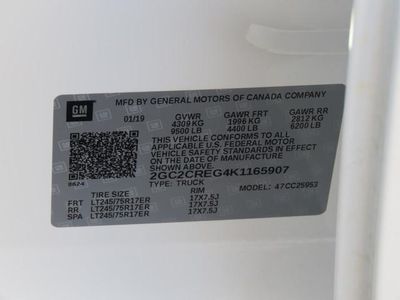 GM
MFD BY GENERAL MOTORS OF CANADA COMPANY
01/19 GVWR GAWR FRT GAWR RR
4309 KG 1996 KG 2812 KG
9500 LB 4400 LB 6200 LB
THIS VEHICLE CONFORMS TO ALL
APPLICABLE U.S. FEDERAL MOTOR
VEHICLE SAFETY STANDARDS IN EFFECT
ON THE DATE OF MANUFACTURE
SHOWN ABOVE.
2GC2CREG4K1165907
TYPE: TRUCK MODEL: 47CC25953
8624
TIRE SIZE RIM
FRT LT245/75R17ER 17X7.5J
RR LT245/75R17ER 17X7.5J
SPA LT245/75R17ER 17X7.5J